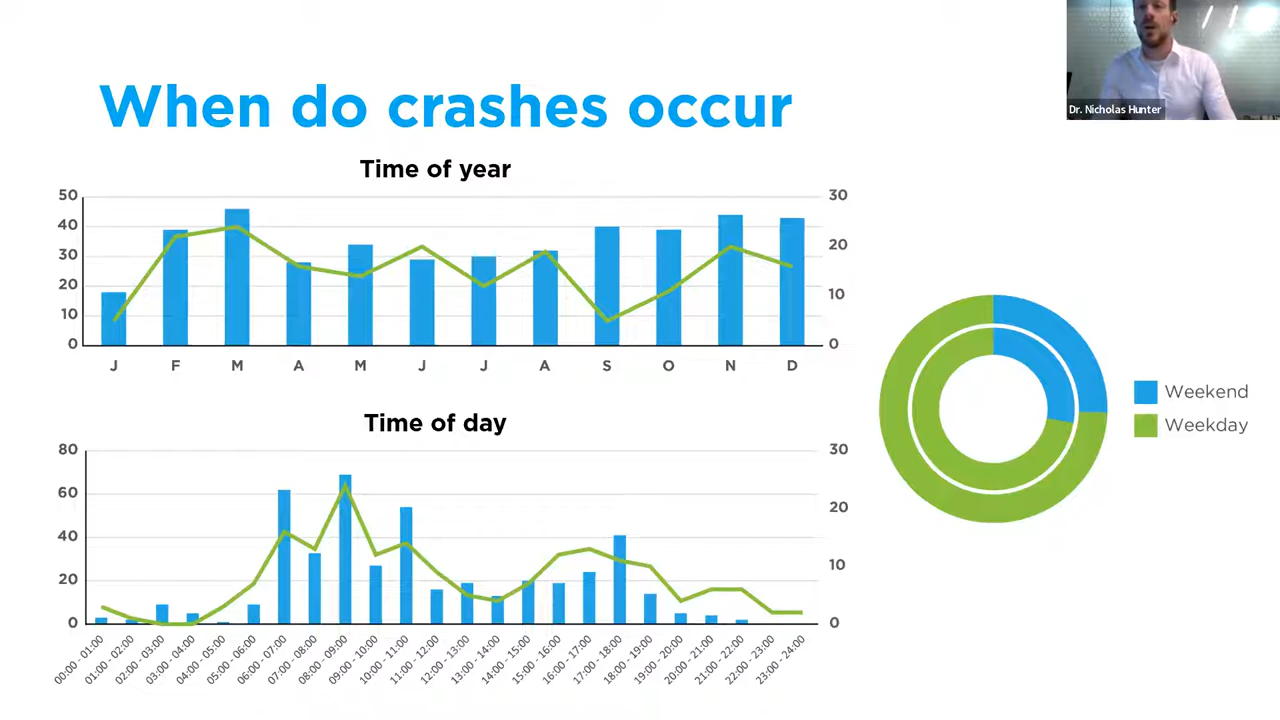 Dr. Nicholas Hunter
When do crashes occur
Time of year
50
40
30
20
10
0
30
20
10
0
J F M A M J J A S O N D
Time of day
80
60
40
20
0
30
20
10
0
00:00 - 01:00
01:00 - 02:00
02:00 - 03:00
03:00 - 04:00
04:00 - 05:00
05:00 - 06:00
06:00 - 07:00
07:00 - 08:00
08:00 - 09:00
09:00 - 10:00
10:00 - 11:00
11:00 - 12:00
12:00 - 13:00
13:00 - 14:00
14:00 - 15:00
15:00 - 16:00
16:00 - 17:00
17:00 - 18:00
18:00 - 19:00
19:00 - 20:00
20:00 - 21:00
21:00 - 22:00
22:00 - 23:00
23:00 - 24:00
Weekend
Weekday